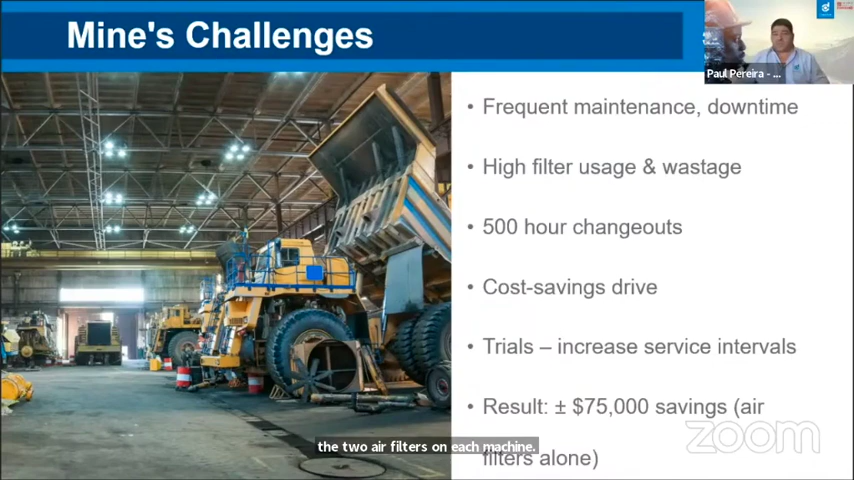 Mine's Challenges
Paul Pereira - ...
• Frequent maintenance, downtime
• High filter usage & wastage
• 500 hour changeouts
• Cost-savings drive
• Trials – increase service intervals
• Result: ± $75,000 savings (air
filters alone)
zoom
the two air filters on each machine.